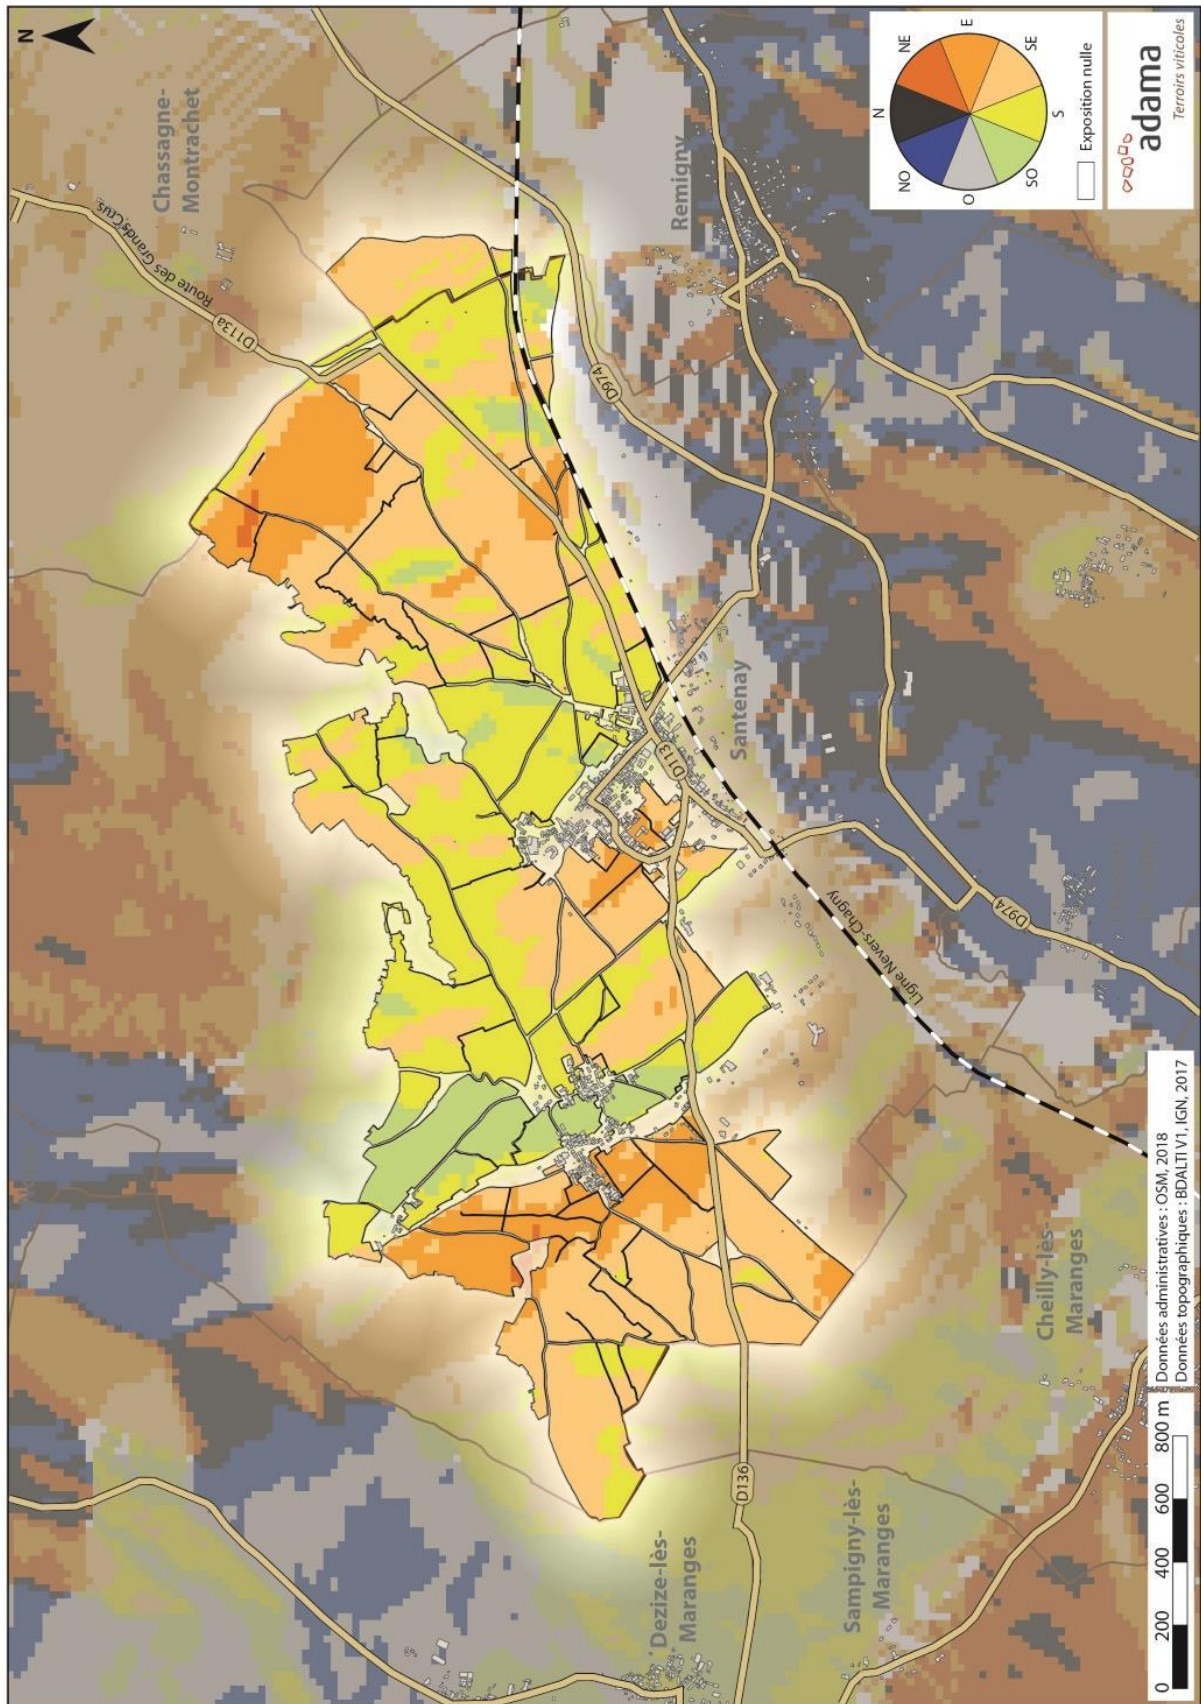 N
Chassagne-
Montrachet
Route des Grands Crus
D113a
D974
Remigny
Santenay
D113
D974
Ligne Nevers-Chagny
D136
Dezize-lès-
Maranges
Sampigny-lès-
Maranges
Cheilly-lès-
Maranges
N
NE
E
SE
S
SO
O
NO
Exposition nulle
adama
Terroirs viticoles
0 200 400 600 800 m
Données administratives : OSM, 2018
Données topographiques : BDALTI V1, IGN, 2017